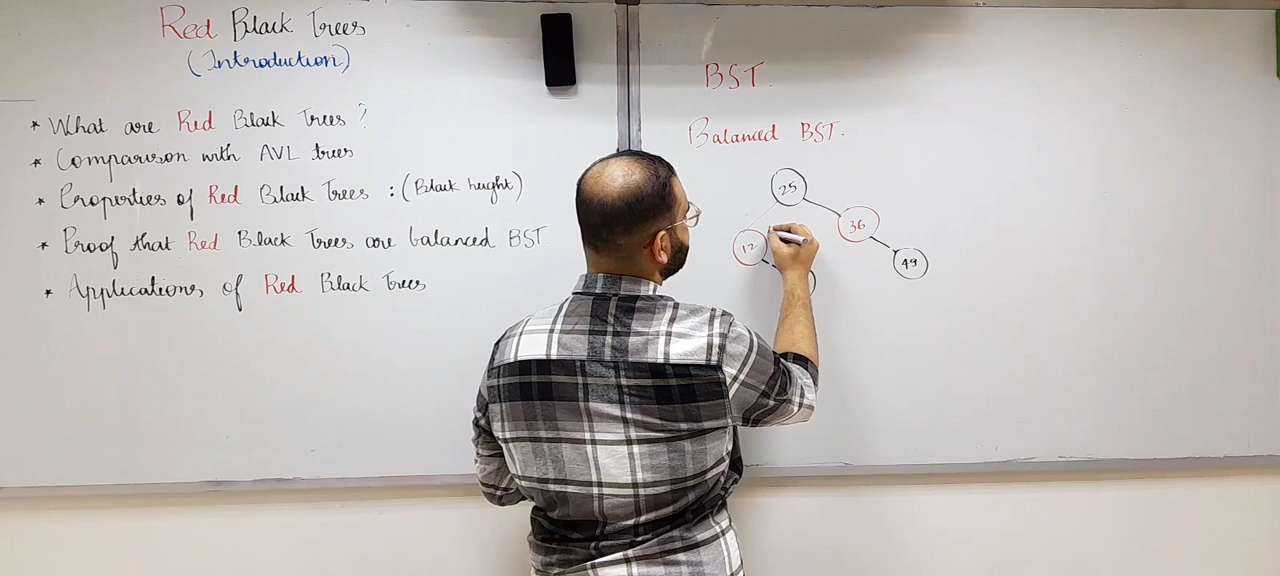 Red Black Trees
(Introduction)
* What are Red Black Trees?
* Comparison with AVL trees
* Properties of Red Black Trees : (Black height)
* Proof that Red Black Trees are balanced BST.
* Applications of Red Black Trees
BST.
Balanced BST.
25
12
36
49